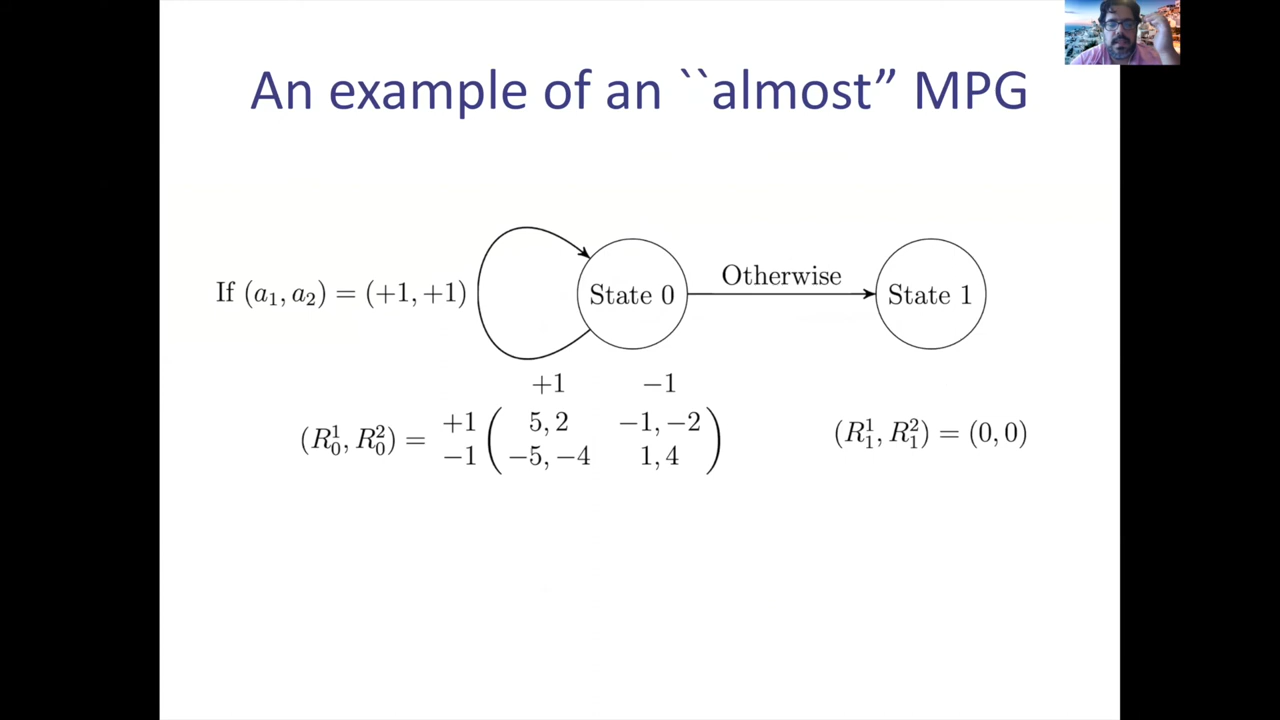 An example of an ``almost” MPG
Otherwise
If (a₁, a₂) = (+1, +1)
State 0
State 1
+1 −1
(R₀¹, R₀²) = +1 ( 5, 2 −1, −2 )
−1 ( −5, −4 1, 4 )
(R₁¹, R₁²) = (0, 0)